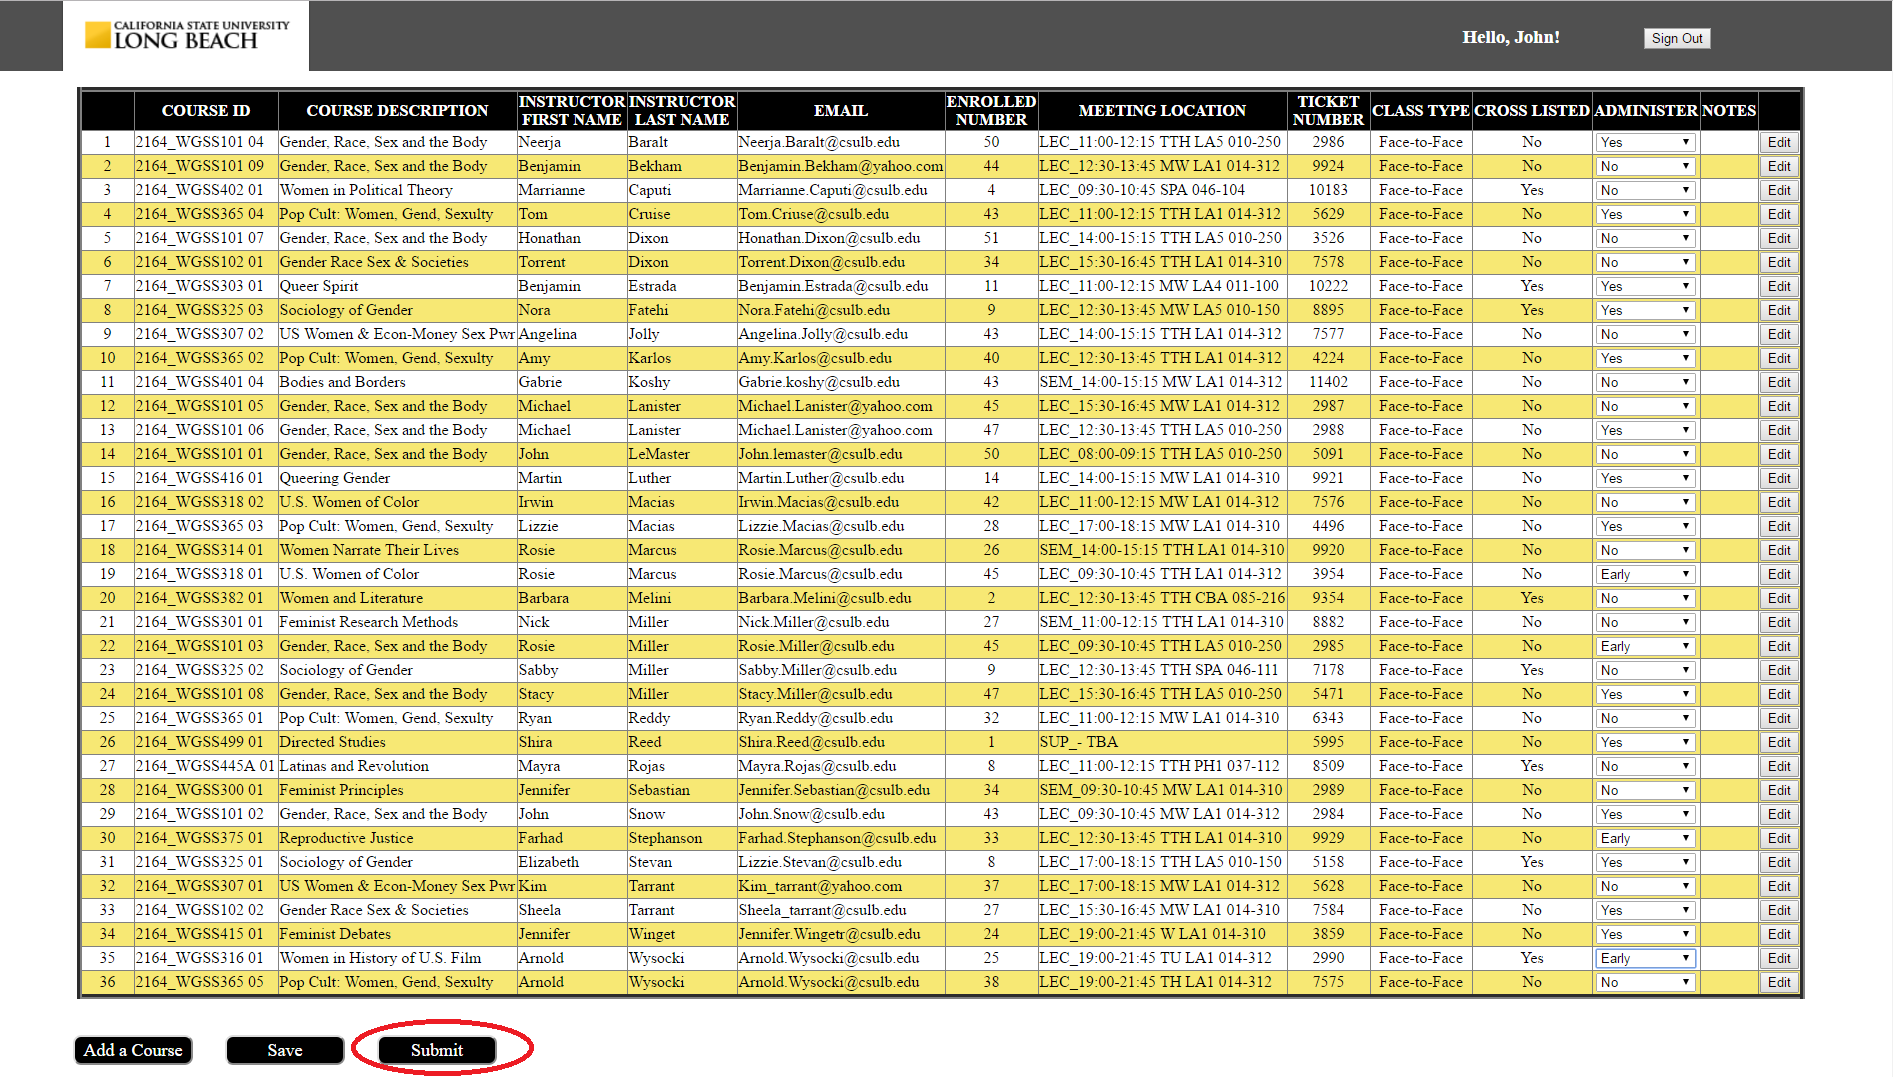 CALIFORNIA STATE UNIVERSITY
LONG BEACH
Hello, John!
Sign Out
COURSE ID COURSE DESCRIPTION INSTRUCTOR FIRST NAME INSTRUCTOR LAST NAME EMAIL ENROLLED NUMBER MEETING LOCATION TICKET NUMBER CLASS TYPE CROSS LISTED ADMINISTER NOTES
1 2164_WGSS101 04 Gender, Race, Sex and the Body Neerja Baralt Neerja.Baralt@csulb.edu 50 LEC_11:00-12:15 TTH LA5 010-250 2986 Face-to-Face No Yes Edit
2 2164_WGSS101 09 Gender, Race, Sex and the Body Benjamin Bekham Benjamin.Bekham@yahoo.com 44 LEC_12:30-13:45 MW LA1 014-312 9924 Face-to-Face No No Edit
3 2164_WGSS402 01 Women in Political Theory Marrianne Caputi Marrianne.Caputi@csulb.edu 4 LEC_09:30-10:45 SPA 046-104 10183 Face-to-Face Yes No Edit
4 2164_WGSS365 04 Pop Cult: Women, Gend, Sexulty Tom Cruise Tom.Criuse@csulb.edu 43 LEC_11:00-12:15 TTH LA1 014-312 5629 Face-to-Face No Yes Edit
5 2164_WGSS101 07 Gender, Race, Sex and the Body Honathan Dixon Honathan.Dixon@csulb.edu 51 LEC_14:00-15:15 TTH LA5 010-250 3526 Face-to-Face No No Edit
6 2164_WGSS102 01 Gender Race Sex & Societies Torrent Dixon Torrent.Dixon@csulb.edu 34 LEC_15:30-16:45 TTH LA1 014-310 7578 Face-to-Face No No Edit
7 2164_WGSS303 01 Queer Spirit Benjamin Estrada Benjamin.Estrada@csulb.edu 11 LEC_11:00-12:15 MW LA4 011-100 10222 Face-to-Face Yes Yes Edit
8 2164_WGSS325 03 Sociology of Gender Nora Fatehi Nora.Fatehi@csulb.edu 9 LEC_12:30-13:45 MW LA5 010-150 8895 Face-to-Face Yes Yes Edit
9 2164_WGSS307 02 US Women & Econ-Money Sex Pwr Angelina Jolly Angelina.Jolly@csulb.edu 43 LEC_14:00-15:15 TTH LA1 014-312 7577 Face-to-Face No No Edit
10 2164_WGSS365 02 Pop Cult: Women, Gend, Sexulty Amy Karlos Amy.Karlos@csulb.edu 40 LEC_12:30-13:45 MW LA1 014-312 4224 Face-to-Face No Yes Edit
11 2164_WGSS401 04 Bodies and Borders Gabrie Koshy Gabrie.koshy@csulb.edu 43 SEM_14:00-15:15 MW LA1 014-312 11402 Face-to-Face No No Edit
12 2164_WGSS101 05 Gender, Race, Sex and the Body Michael Lanister Michael.Lanister@yahoo.com 45 LEC_15:30-16:45 MW LA1 014-312 2987 Face-to-Face No No Edit
13 2164_WGSS101 06 Gender, Race, Sex and the Body Michael Lanister Michael.Lanister@yahoo.com 47 LEC_12:30-13:45 TTH LA5 010-250 2988 Face-to-Face No Yes Edit
14 2164_WGSS101 01 Gender, Race, Sex and the Body John LeMaster John.lemaster@csulb.edu 50 LEC_08:00-09:15 TTH LA5 010-250 5091 Face-to-Face No No Edit
15 2164_WGSS416 01 Queering Gender Martin Luther Martin.Luther@csulb.edu 14 LEC_14:00-15:15 MW LA1 014-310 9921 Face-to-Face No Yes Edit
16 2164_WGSS318 02 U.S. Women of Color Irwin Macias Irwin.Macias@csulb.edu 42 LEC_11:00-12:15 MW LA1 014-312 7576 Face-to-Face No No Edit
17 2164_WGSS365 03 Pop Cult: Women, Gend, Sexulty Lizzie Macias Lizzie.Macias@csulb.edu 28 LEC_17:00-18:15 MW LA1 014-310 4496 Face-to-Face No Yes Edit
18 2164_WGSS314 01 Women Narrate Their Lives Rosie Marcus Rosie.Marcus@csulb.edu 26 SEM_14:00-15:15 TTH LA1 014-310 9920 Face-to-Face No No Edit
19 2164_WGSS318 01 U.S. Women of Color Rosie Marcus Rosie.Marcus@csulb.edu 45 LEC_09:30-10:45 TTH LA1 014-312 3954 Face-to-Face No Early Edit
20 2164_WGSS382 01 Women and Literature Barbara Melini Barbara.Melini@csulb.edu 2 LEC_12:30-13:45 TTH CBA 085-216 9354 Face-to-Face Yes No Edit
21 2164_WGSS301 01 Feminist Research Methods Nick Miller Nick.Miller@csulb.edu 27 SEM_11:00-12:15 TTH LA1 014-310 8882 Face-to-Face No No Edit
22 2164_WGSS101 03 Gender, Race, Sex and the Body Rosie Miller Rosie.Miller@csulb.edu 45 LEC_09:30-10:45 TTH LA5 010-250 2985 Face-to-Face No Early Edit
23 2164_WGSS325 02 Sociology of Gender Sabby Miller Sabby.Miller@csulb.edu 9 LEC_12:30-13:45 TTH SPA 046-111 7178 Face-to-Face Yes No Edit
24 2164_WGSS101 08 Gender, Race, Sex and the Body Stacy Miller Stacy.Miller@csulb.edu 47 LEC_15:30-16:45 TTH LA5 010-250 5471 Face-to-Face No Yes Edit
25 2164_WGSS365 01 Pop Cult: Women, Gend, Sexulty Ryan Reddy Ryan.Reddy@csulb.edu 32 LEC_11:00-12:15 MW LA1 014-310 6343 Face-to-Face No No Edit
26 2164_WGSS499 01 Directed Studies Shira Reed Shira.Reed@csulb.edu 1 SUP_- TBA 5995 Face-to-Face No Yes Edit
27 2164_WGSS445A 01 Latinas and Revolution Mayra Rojas Mayra.Rojas@csulb.edu 8 LEC_11:00-12:15 TTH PH1 037-112 8509 Face-to-Face Yes No Edit
28 2164_WGSS300 01 Feminist Principles Jennifer Sebastian Jennifer.Sebastian@csulb.edu 34 SEM_09:30-10:45 MW LA1 014-310 2989 Face-to-Face No No Edit
29 2164_WGSS101 02 Gender, Race, Sex and the Body John Snow John.Snow@csulb.edu 43 LEC_09:30-10:45 MW LA1 014-312 2984 Face-to-Face No Yes Edit
30 2164_WGSS375 01 Reproductive Justice Farhad Stephanson Farhad.Stephanson@csulb.edu 33 LEC_12:30-13:45 TTH LA1 014-310 9929 Face-to-Face No Early Edit
31 2164_WGSS325 01 Sociology of Gender Elizabeth Stevan Lizzie.Stevan@csulb.edu 8 LEC_17:00-18:15 TTH LA5 010-150 5158 Face-to-Face Yes Yes Edit
32 2164_WGSS307 01 US Women & Econ-Money Sex Pwr Kim Tarrant Kim_tarrant@yahoo.com 37 LEC_17:00-18:15 MW LA1 014-312 5628 Face-to-Face No No Edit
33 2164_WGSS102 02 Gender Race Sex & Societies Sheela Tarrant Sheela_tarrant@csulb.edu 27 LEC_15:30-16:45 MW LA1 014-310 7584 Face-to-Face No Yes Edit
34 2164_WGSS415 01 Feminist Debates Jennifer Winget Jennifer.Wingetr@csulb.edu 24 LEC_19:00-21:45 W LA1 014-310 3859 Face-to-Face No Yes Edit
35 2164_WGSS316 01 Women in History of U.S. Film Arnold Wysocki Arnold.Wysocki@csulb.edu 25 LEC_19:00-21:45 TU LA1 014-312 2990 Face-to-Face Yes Early Edit
36 2164_WGSS365 05 Pop Cult: Women, Gend, Sexulty Arnold Wysocki Arnold.Wysocki@csulb.edu 38 LEC_19:00-21:45 TH LA1 014-312 7575 Face-to-Face No No Edit
Add a Course Save Submit